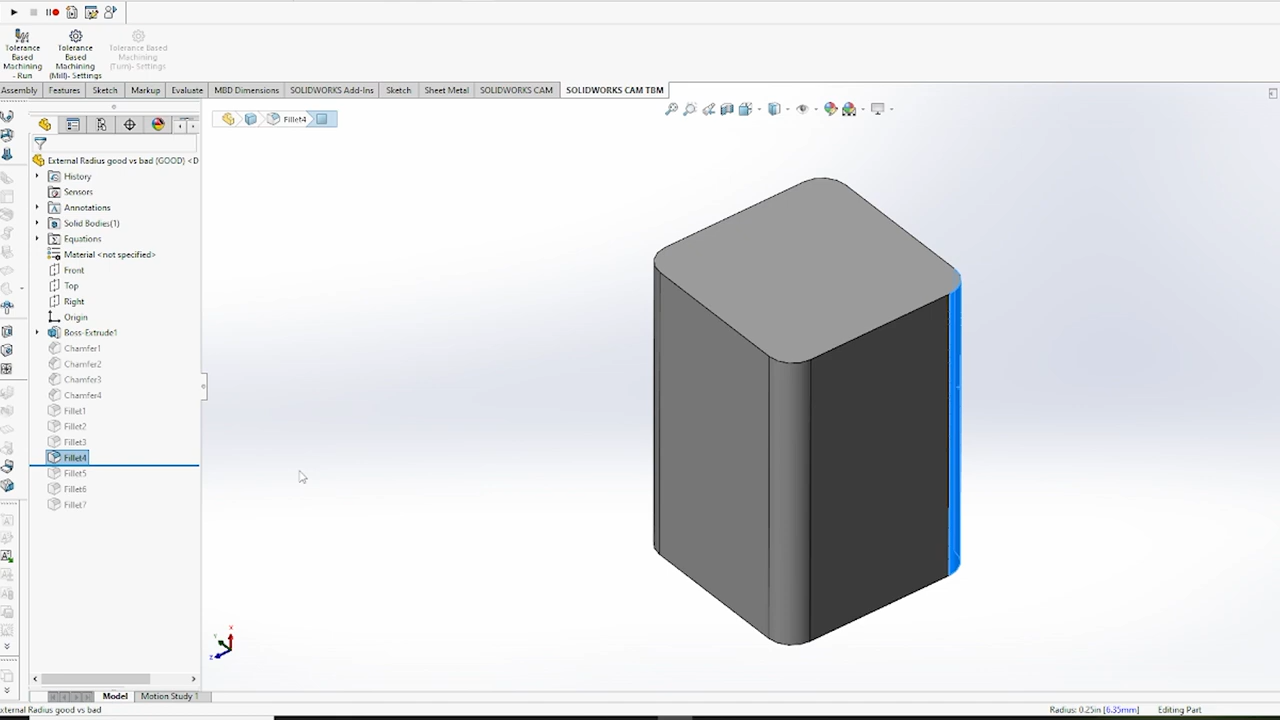 Tolerance Based Machining - Run
Tolerance Based Machining (Mill)- Settings
Tolerance Based Machining (Turn)- Settings
Assembly
Features
Sketch
Markup
Evaluate
MBD Dimensions
SOLIDWORKS Add-Ins
Sketch
Sheet Metal
SOLIDWORKS CAM
SOLIDWORKS CAM TBM
Fillet4
External Radius good vs bad (GOOD) <D
History
Sensors
Annotations
Solid Bodies(1)
Equations
Material <not specified>
Front
Top
Right
Origin
Boss-Extrude1
Chamfer1
Chamfer2
Chamfer3
Chamfer4
Fillet1
Fillet2
Fillet3
Fillet4
Fillet5
Fillet6
Fillet7
X
Y
Z
Model
Motion Study 1
xternal Radius good vs bad
Radius: 0.25in [6.35mm]
Editing Part